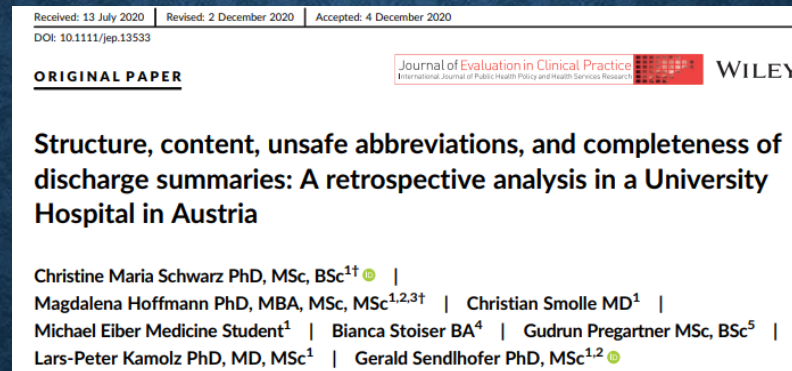 Received: 13 July 2020 | Revised: 2 December 2020 | Accepted: 4 December 2020
DOI: 10.1111/jep.13533
ORIGINAL PAPER
Journal of Evaluation in Clinical Practice
International Journal of Public Health Policy and Health Services Research
WILEY
Structure, content, unsafe abbreviations, and completeness of
discharge summaries: A retrospective analysis in a University
Hospital in Austria
Christine Maria Schwarz PhD, MSc, BSc1† iD |
Magdalena Hoffmann PhD, MBA, MSc, MSc1,2,3† | Christian Smolle MD1 |
Michael Eiber Medicine Student1 | Bianca Stoiser BA4 | Gudrun Pregartner MSc, BSc5 |
Lars-Peter Kamolz PhD, MD, MSc1 | Gerald Sendlhofer PhD, MSc1,2 iD